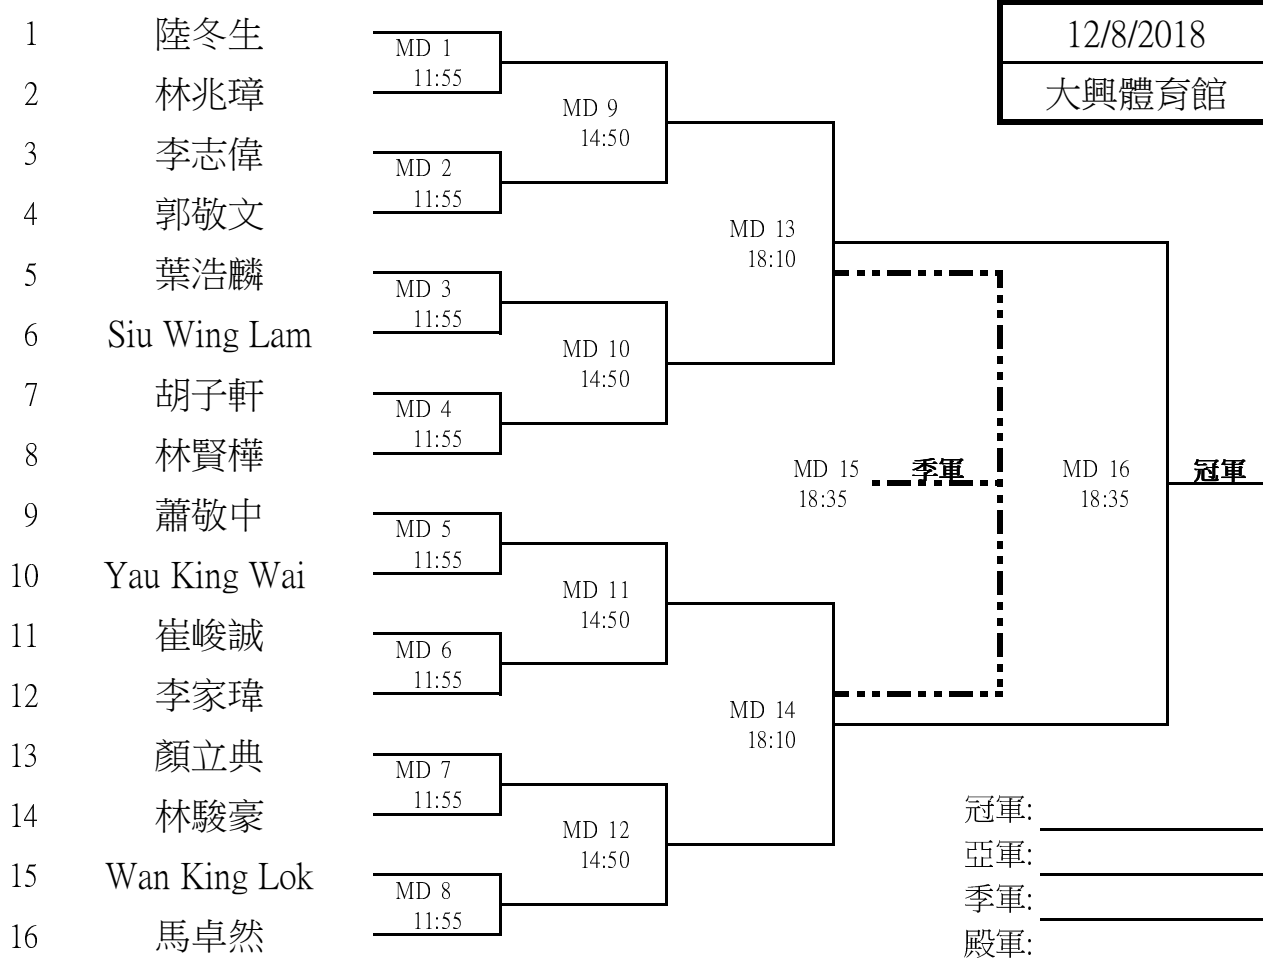 12/8/2018
大興體育館
1 陸冬生
2 林兆璋
MD 1
11:55
3 李志偉
4 郭敬文
MD 2
11:55
MD 9
14:50
5 葉浩麟
6 Siu Wing Lam
MD 3
11:55
7 胡子軒
8 林賢樺
MD 4
11:55
MD 10
14:50
MD 13
18:10
9 蕭敬中
10 Yau King Wai
MD 5
11:55
11 崔峻誠
12 李家瑋
MD 6
11:55
MD 11
14:50
13 顏立典
14 林駿豪
MD 7
11:55
15 Wan King Lok
16 馬卓然
MD 8
11:55
MD 12
14:50
MD 14
18:10
MD 15 季軍
18:35
MD 16 冠軍
18:35
冠軍:
亞軍:
季軍:
殿軍: